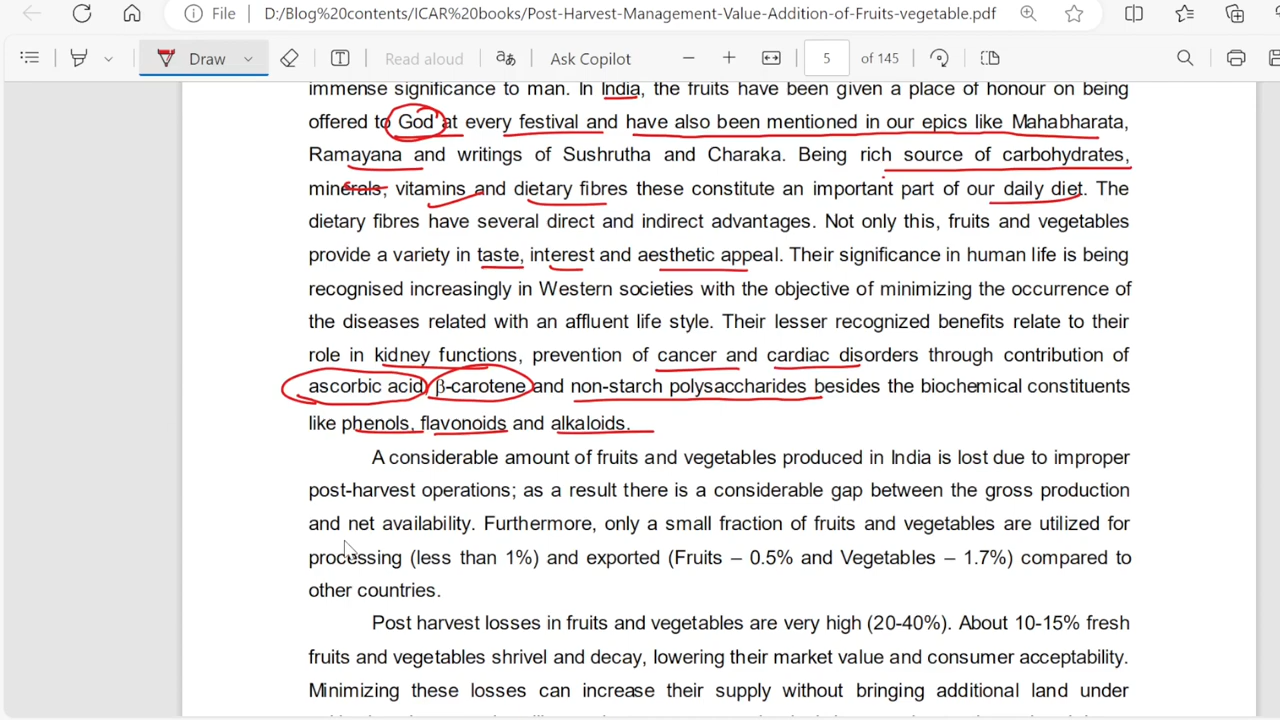 File
D:/Blog%20contents/ICAR%20books/Post-Harvest-Management-Value-Addition-of-Fruits-vegetable.pdf
Draw
Read aloud
Ask Copilot
5 of 145
immense significance to man. In India, the fruits have been given a place of honour on being
offered to God at every festival and have also been mentioned in our epics like Mahabharata,
Ramayana and writings of Sushrutha and Charaka. Being rich source of carbohydrates,
minerals, vitamins and dietary fibres these constitute an important part of our daily diet. The
dietary fibres have several direct and indirect advantages. Not only this, fruits and vegetables
provide a variety in taste, interest and aesthetic appeal. Their significance in human life is being
recognised increasingly in Western societies with the objective of minimizing the occurrence of
the diseases related with an affluent life style. Their lesser recognized benefits relate to their
role in kidney functions, prevention of cancer and cardiac disorders through contribution of
ascorbic acid β-carotene and non-starch polysaccharides besides the biochemical constituents
like phenols, flavonoids and alkaloids.
A considerable amount of fruits and vegetables produced in India is lost due to improper
post-harvest operations; as a result there is a considerable gap between the gross production
and net availability. Furthermore, only a small fraction of fruits and vegetables are utilized for
processing (less than 1%) and exported (Fruits – 0.5% and Vegetables – 1.7%) compared to
other countries.
Post harvest losses in fruits and vegetables are very high (20-40%). About 10-15% fresh
fruits and vegetables shrivel and decay, lowering their market value and consumer acceptability.
Minimizing these losses can increase their supply without bringing additional land under